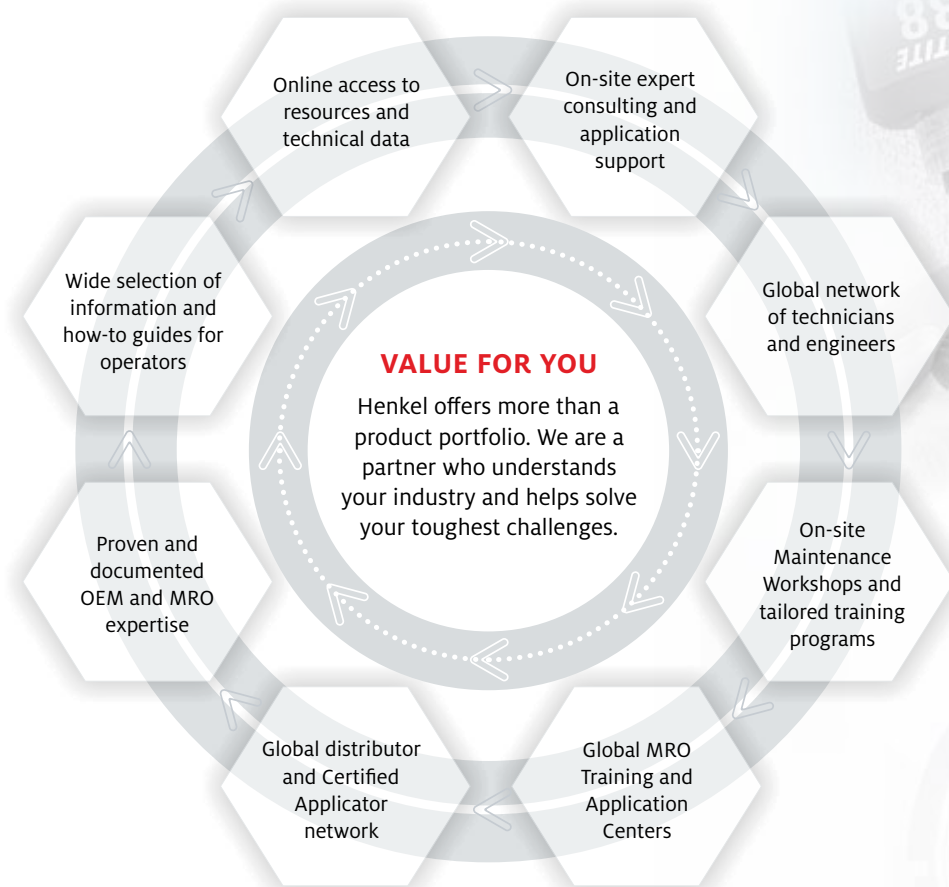 Online access to
resources and
technical data
On-site expert
consulting and
application
support
Wide selection of
information and
how-to guides for
operators
Global network
of technicians
and engineers
VALUE FOR YOU
Henkel offers more than a
product portfolio. We are a
partner who understands
your industry and helps solve
your toughest challenges.
Proven and
documented
OEM and MRO
expertise
On-site
Maintenance
Workshops and
tailored training
programs
Global distributor
and Certified
Applicator
network
Global MRO
Training and
Application
Centers